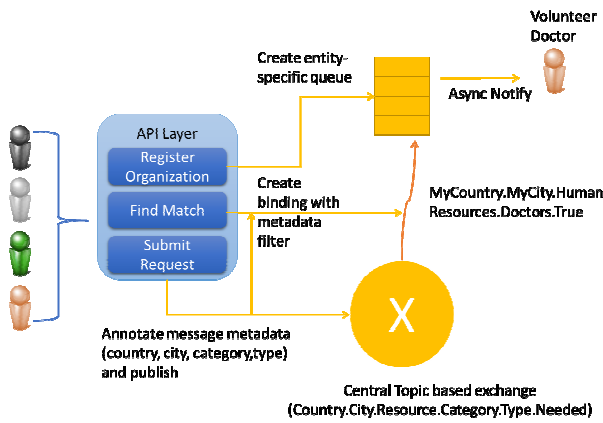 Volunteer
Doctor
Create entity-
specific queue
Async Notify
API Layer
Register
Organization
Find Match
Submit
Request
Create
binding with
metadata
filter
MyCountry.MyCity.Human
Resources.Doctors.True
X
Annotate message metadata
(country, city, category,type)
and publish
Central Topic based exchange
(Country.City.Resource.Category.Type.Needed)